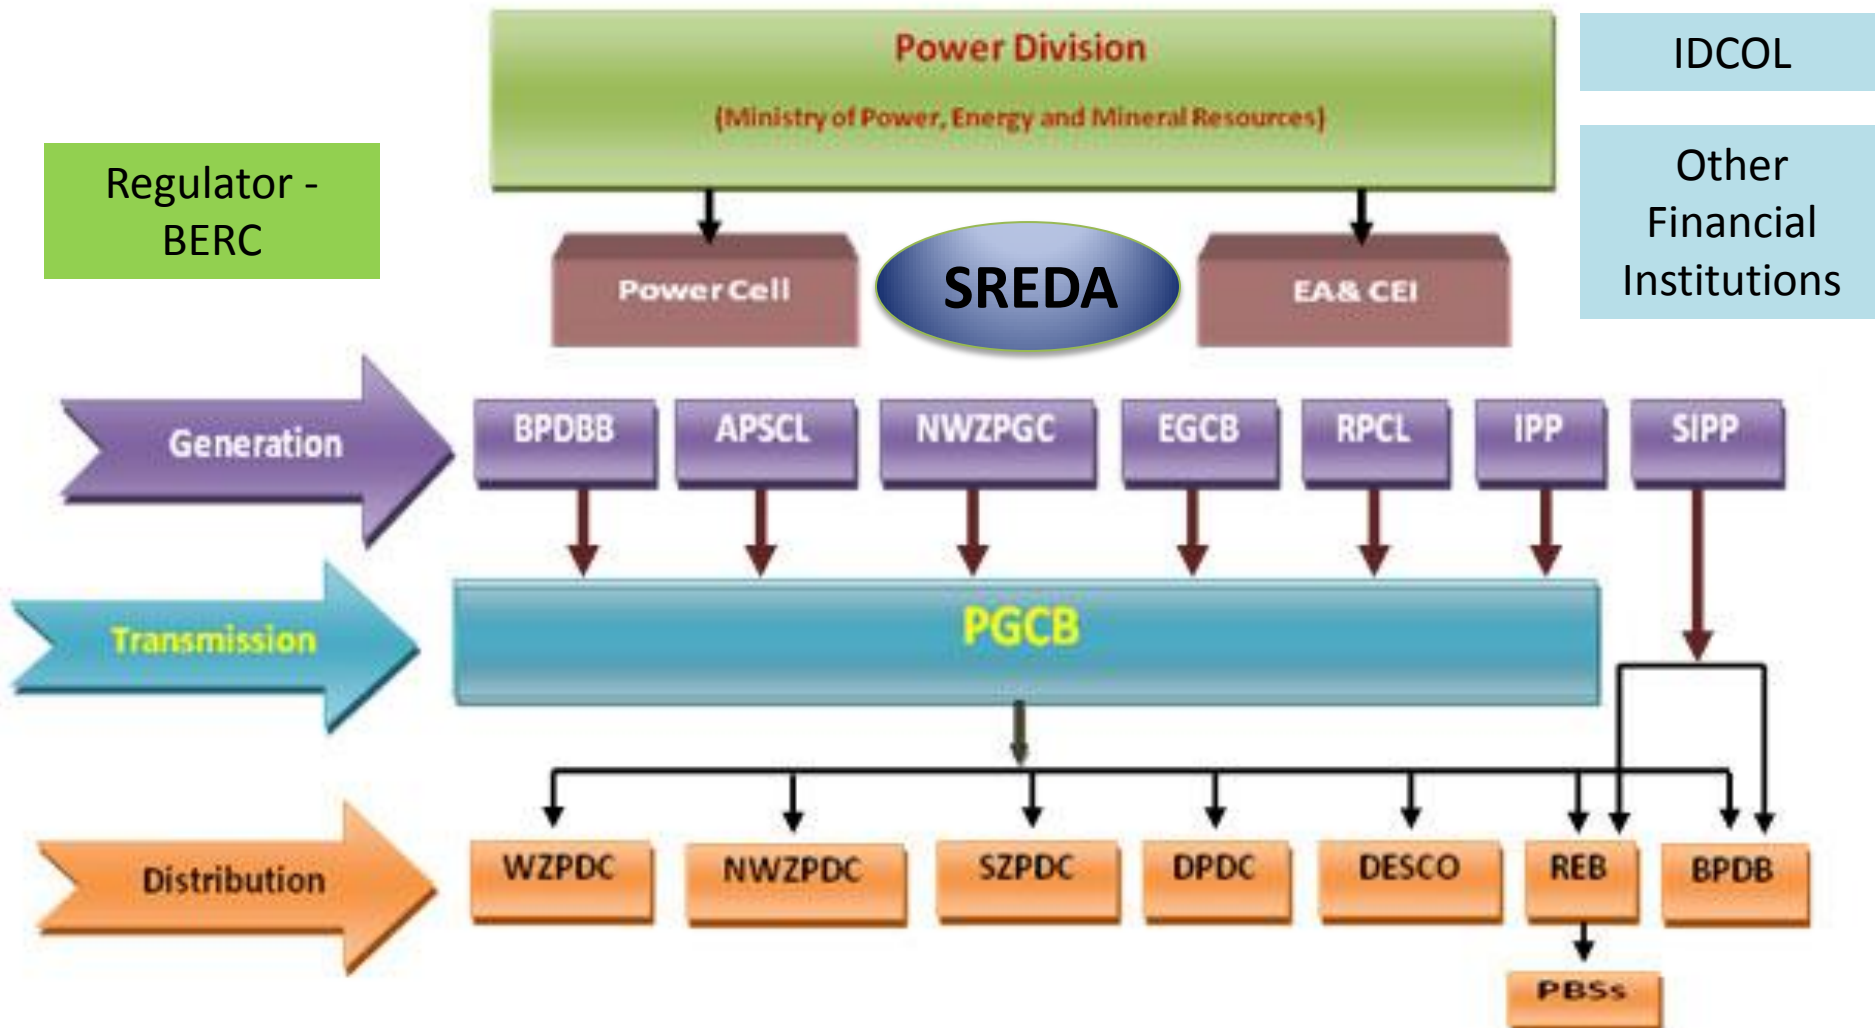 Power Division
(Ministry of Power, Energy and Mineral Resources)
IDCOL
Regulator -
BERC
Other
Financial
Institutions
Power Cell
SREDA
EA& CEI
Generation
BPDBB
APSCL
NWZPGC
EGCB
RPCL
IPP
SIPP
Transmission
PGCB
Distribution
WZPDC
NWZPDC
SZPDC
DPDC
DESCO
REB
BPDB
PBSs